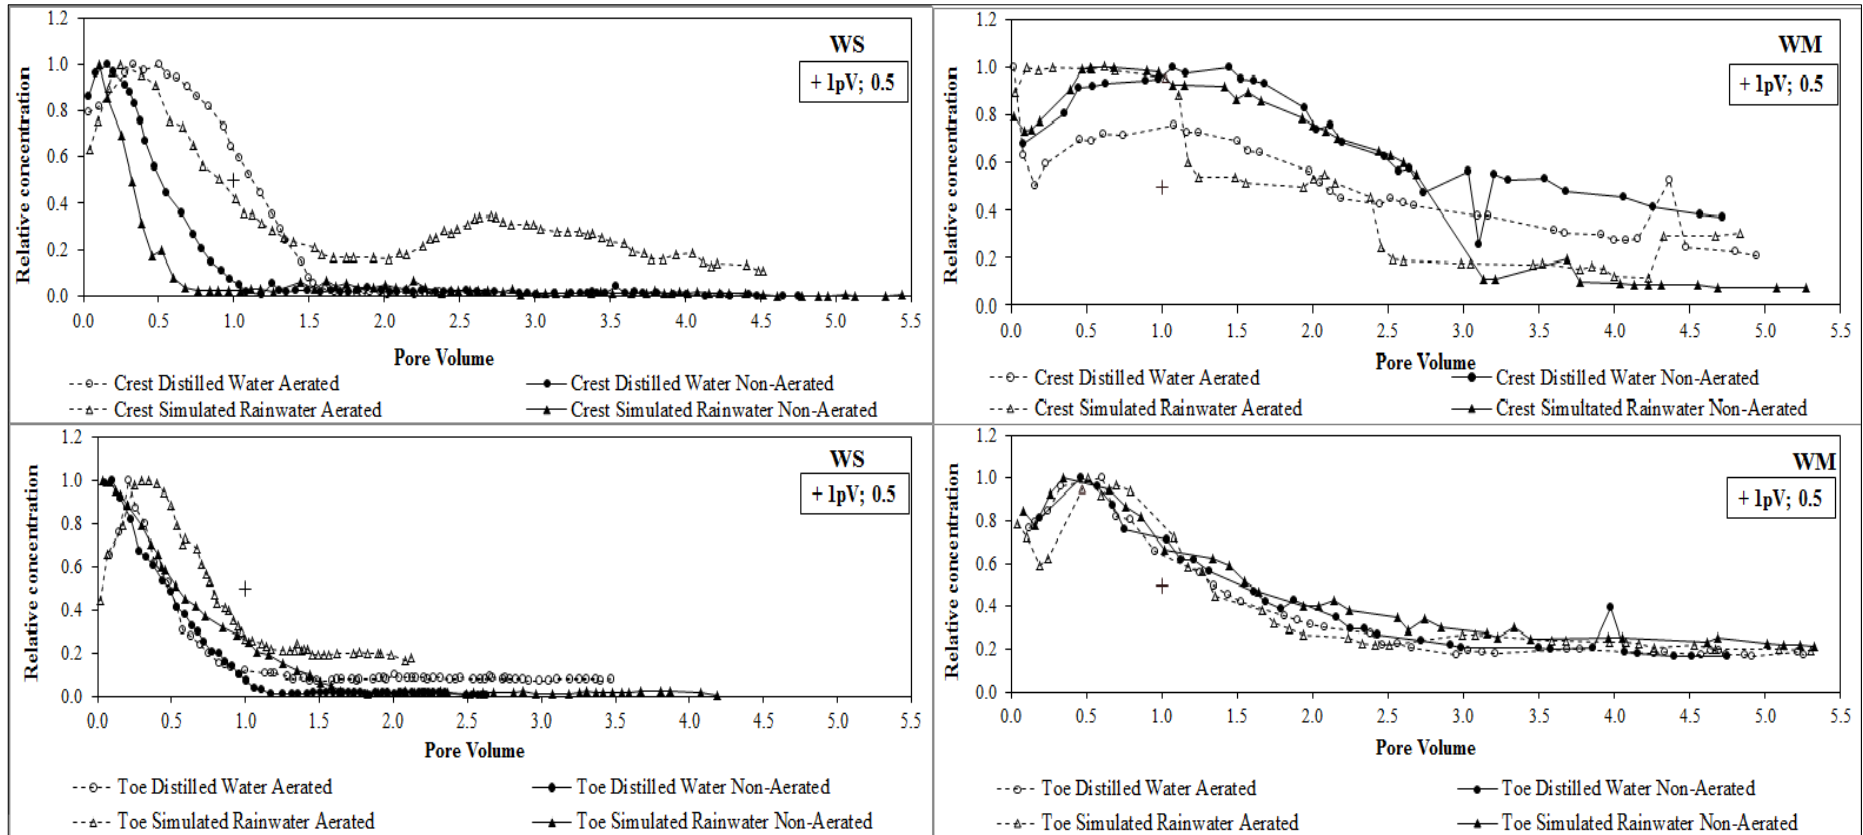 WS
+ 1pV; 0.5
Relative concentration
1.2
1.0
0.8
0.6
0.4
0.2
0.0
0.0 0.5 1.0 1.5 2.0 2.5 3.0 3.5 4.0 4.5 5.0 5.5
Pore Volume
Crest Distilled Water Aerated Crest Distilled Water Non-Aerated
Crest Simulated Rainwater Aerated Crest Simulated Rainwater Non-Aerated
WM
+ 1pV; 0.5
Relative concentration
1.2
1.0
0.8
0.6
0.4
0.2
0.0
0.0 0.5 1.0 1.5 2.0 2.5 3.0 3.5 4.0 4.5 5.0 5.5
Pore Volume
Crest Distilled Water Aerated Crest Distilled Water Non-Aerated
Crest Simulated Rainwater Aerated Crest Simultated Rainwater Non-Aerated
WS
+ 1pV; 0.5
Relative concentration
1.2
1.0
0.8
0.6
0.4
0.2
0.0
0.0 0.5 1.0 1.5 2.0 2.5 3.0 3.5 4.0 4.5 5.0 5.5
Pore Volume
Toe Distilled Water Aerated Toe Distilled Water Non-Aerated
Toe Simulated Rainwater Aerated Toe Simulated Rainwater Non-Aerated
WM
+ 1pV; 0.5
Relative concentration
1.2
1.0
0.8
0.6
0.4
0.2
0.0
0.0 0.5 1.0 1.5 2.0 2.5 3.0 3.5 4.0 4.5 5.0 5.5
Pore Volume
Toe Distilled Water Aerated Toe Distilled Water Non-Aerated
Toe Simulated Rainwater Aerated Toe Simulated Rainwater Non-Aerated